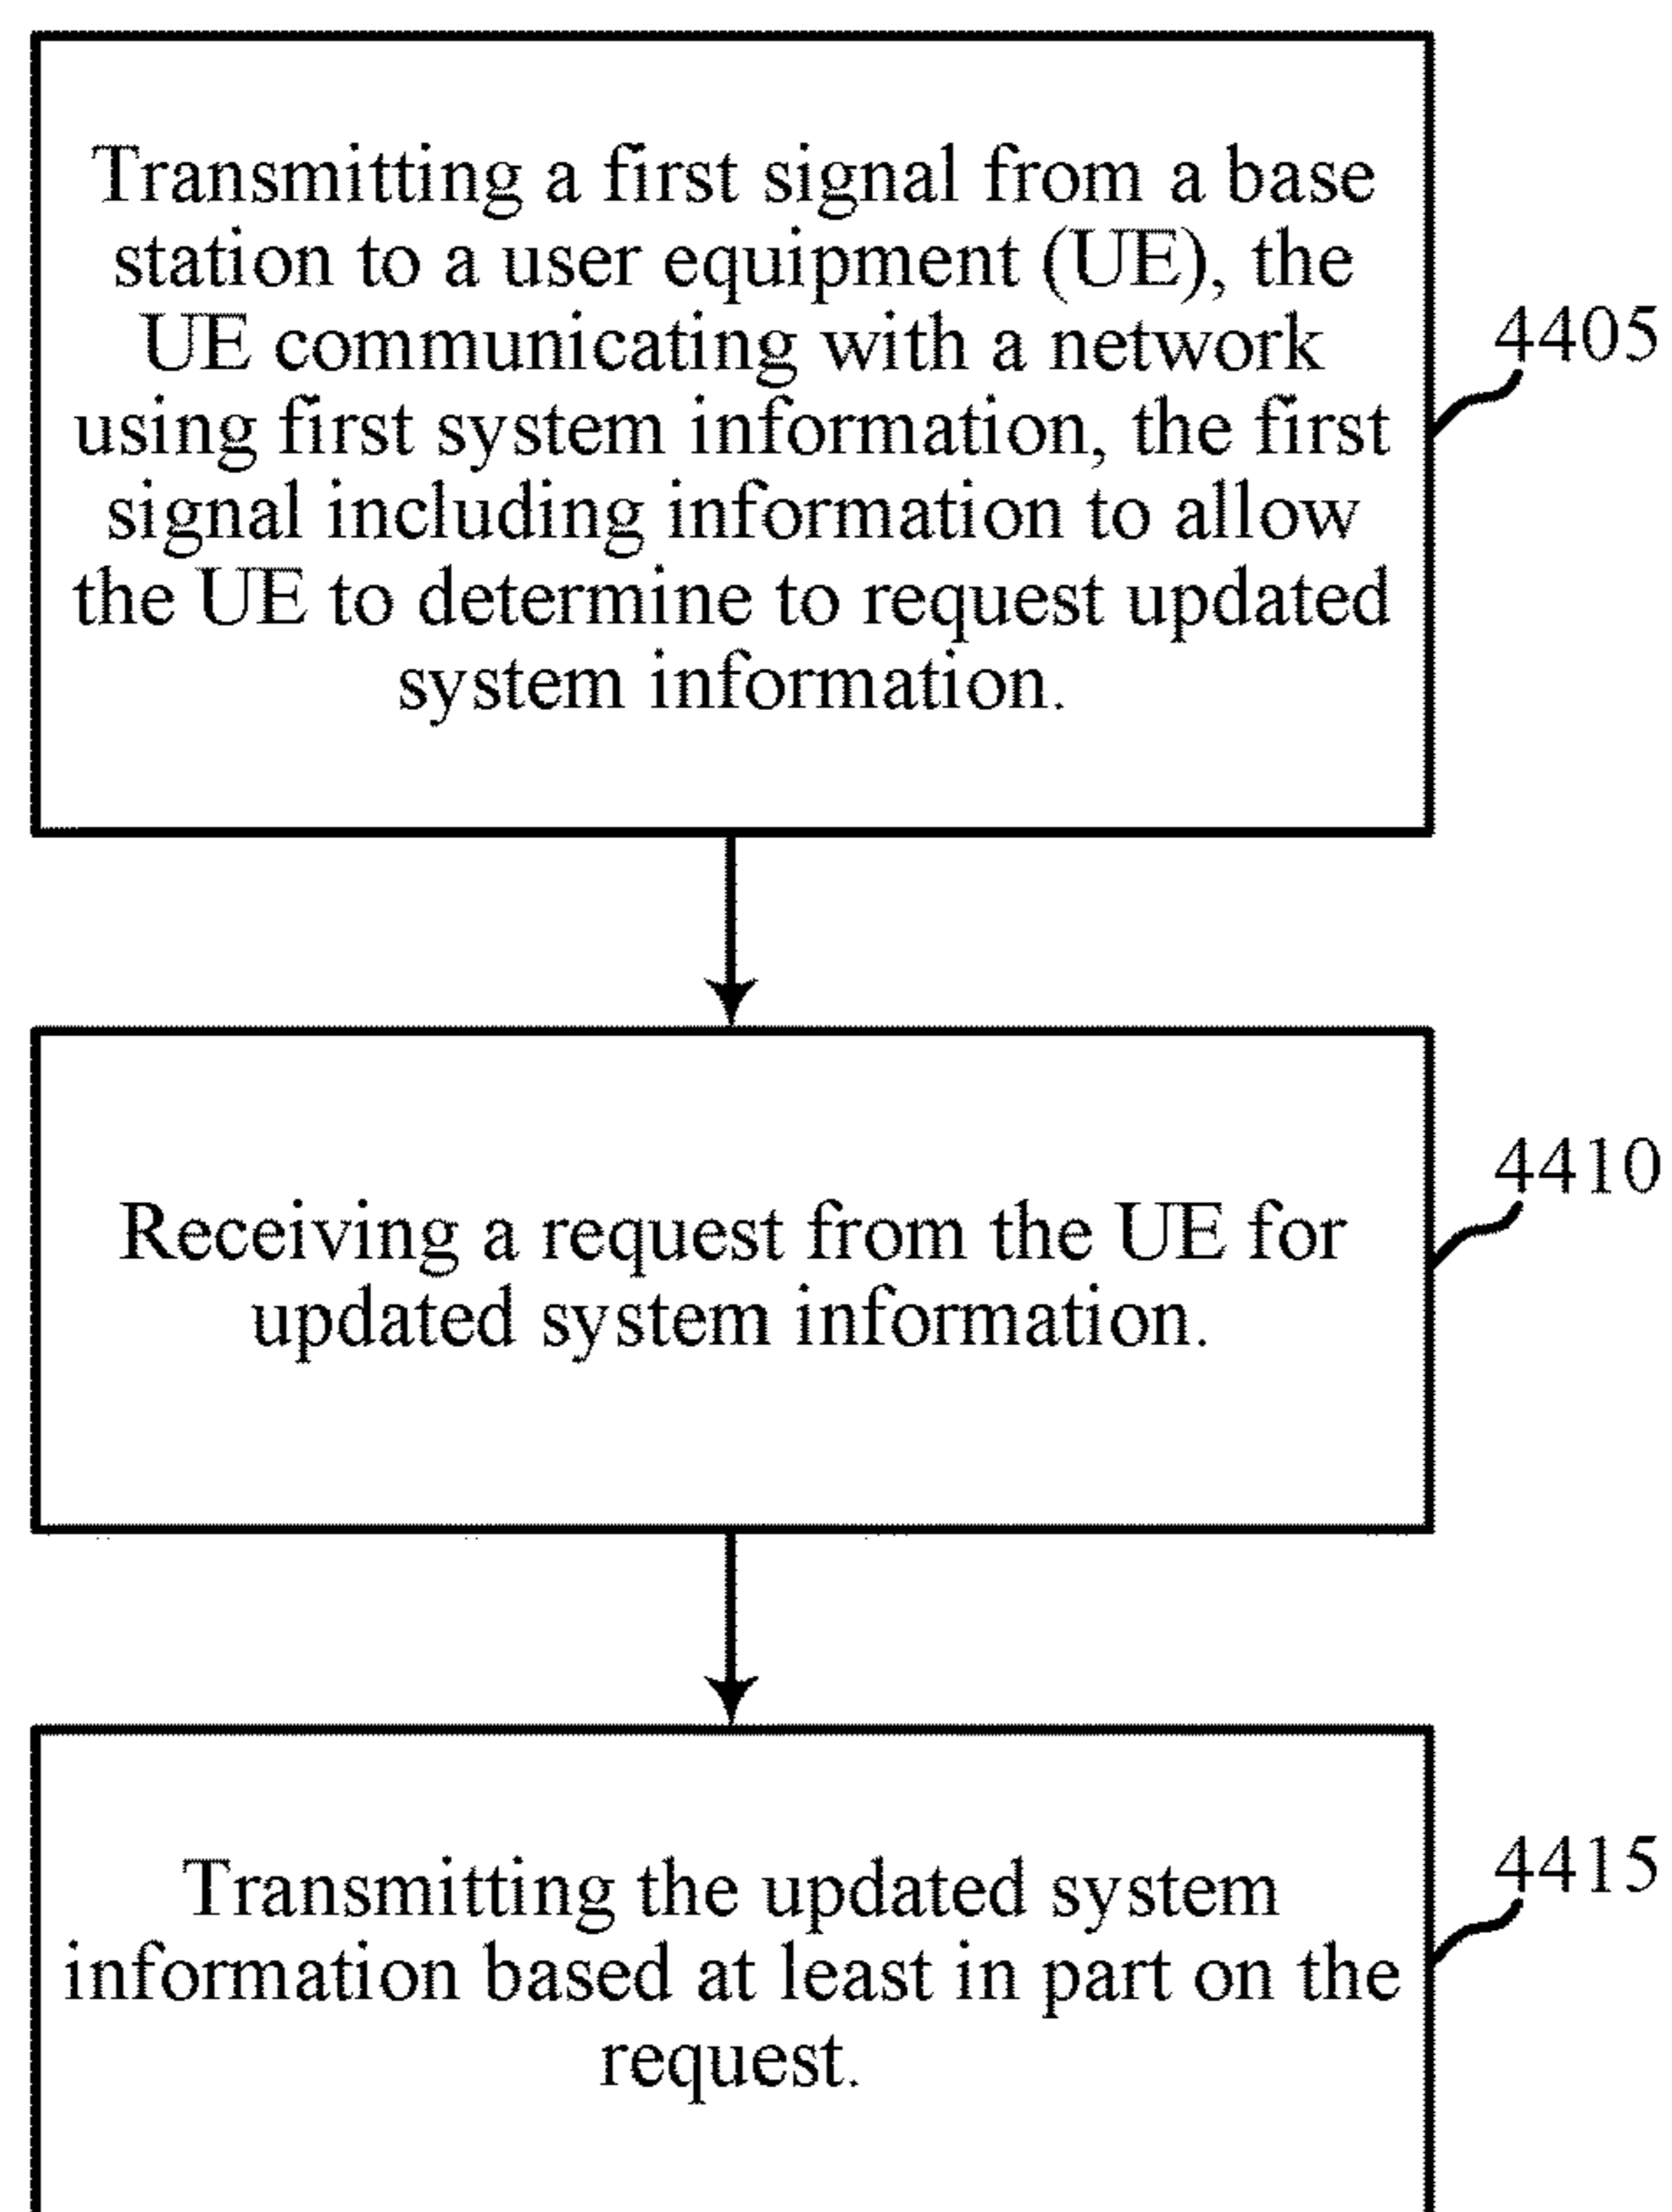 Transmitting a first signal from a base
station to a user equipment (UE), the
UE communicating with a network
using first system information, the first
signal including information to allow
the UE to determine to request updated
system information.
4405
Receiving a request from the UE for
updated system information.
4410
Transmitting the updated system
information based at least in part on the
request.
4415